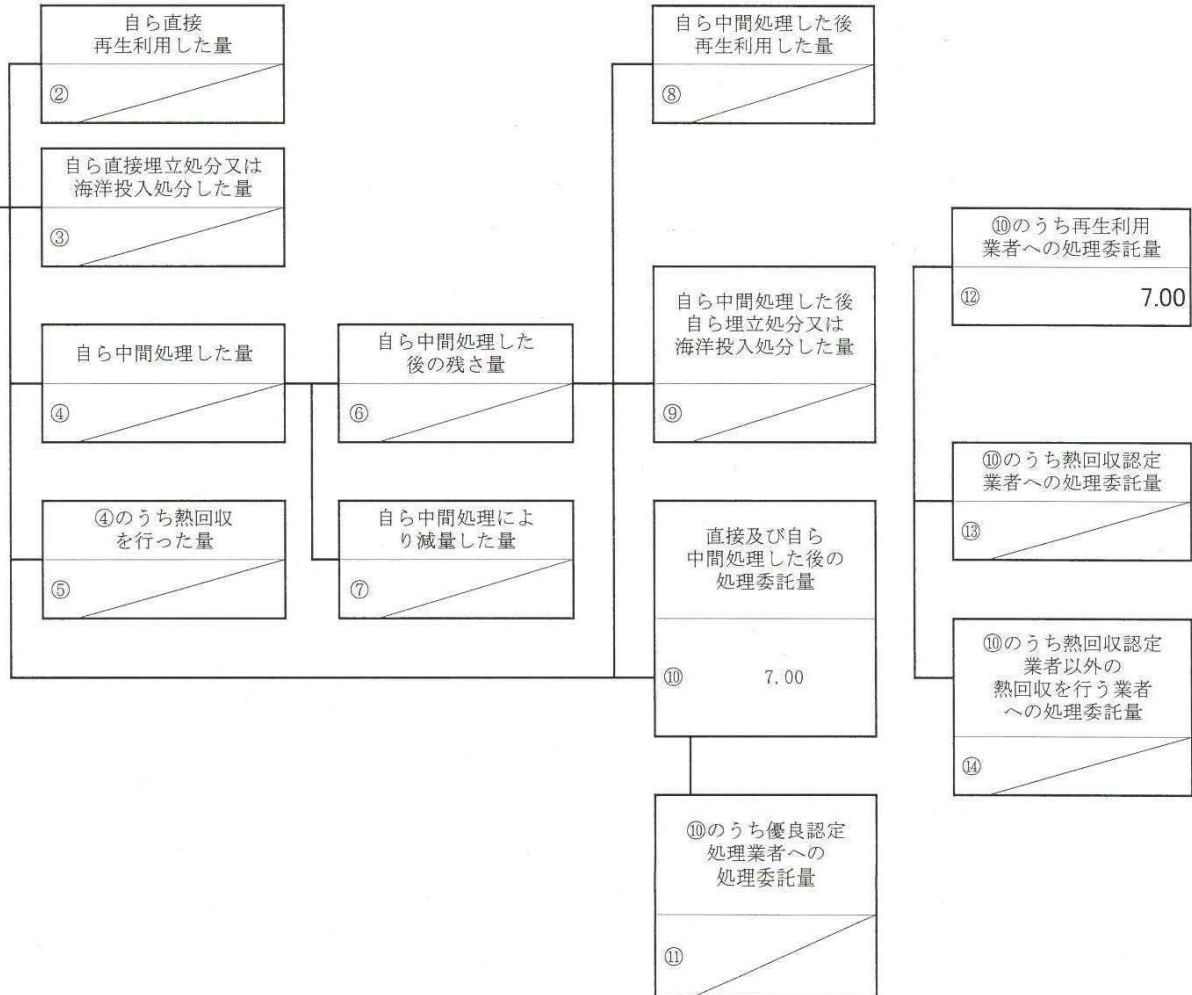 自ら直接
再生利用した量
②
自ら直接埋立処分又は
海洋投入処分した量
③
自ら中間処理した量
④
④のうち熱回収
を行った量
⑤
自ら中間処理した
後の残さ量
⑥
自ら中間処理によ
り減量した量
⑦
自ら中間処理した後
再生利用した量
⑧
自ら中間処理した後
自ら埋立処分又は
海洋投入処分した量
⑨
直接及び自ら
中間処理した後の
処理委託量
⑩ 7.00
⑩のうち優良認定
処理業者への
処理委託量
⑪
⑩のうち再生利用
業者への処理委託量
⑫ 7.00
⑩のうち熱回収認定
業者への処理委託量
⑬
⑩のうち熱回収認定
業者以外の
熱回収を行う業者
への処理委託量
⑭